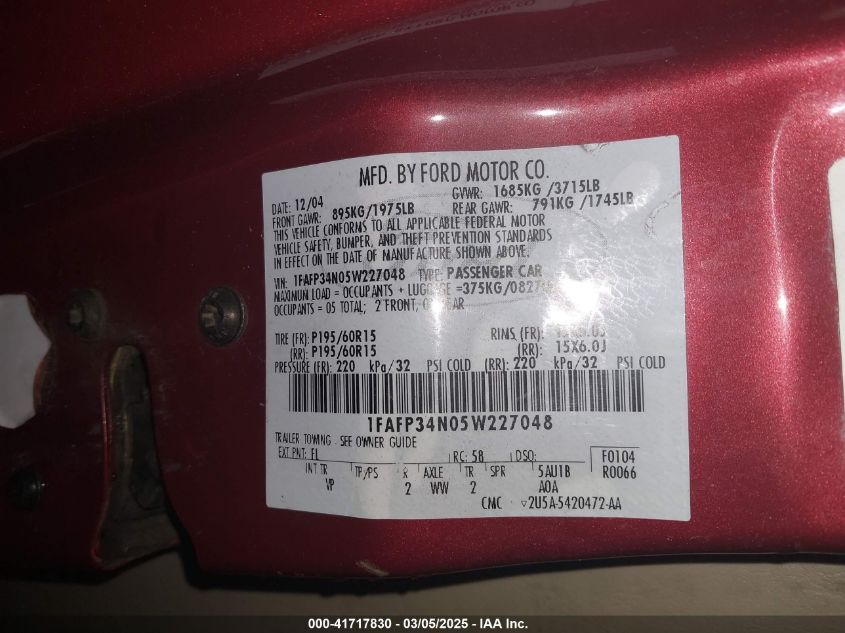 MFD. BY FORD MOTOR CO.
DATE: 12/04 GVWR: 1685KG /3715LB
FRONT GAWR: 895KG/1975LB REAR GAWR: 791KG /1745LB
THIS VEHICLE CONFORMS TO ALL APPLICABLE FEDERAL MOTOR
VEHICLE SAFETY, BUMPER, AND THEFT PREVENTION STANDARDS
IN EFFECT ON THE DATE OF MANUFACTURE SHOWN ABOVE.
VIN: 1FAFP34N05W227048 TYPE: PASSENGER CAR
MAXIMUM LOAD = OCCUPANTS + =375KG
OCCUPANTS = 05 TOTAL; 2 FRONT,
TIRE (FR): P195/60R15 RIMS (FR):
(RR): P195/60R15 (RR): 15X6.0J
PRESSURE (FR): 220 kPa/32 PSI COLD (RR): 220 kPa/32 PSI COLD
1FAFP34N05W227048
TRAILER TOWING - SEE OWNER GUIDE
EXT PNT: FL RC: 58 DSO: F0104
INT TR TP/PS R AXLE TR SPR 5AU1B R0066
VP 2 WW 2 A0A
CMC 2U5A-5420472-AA
000-41717830 - 03/05/2025 - IAA Inc.